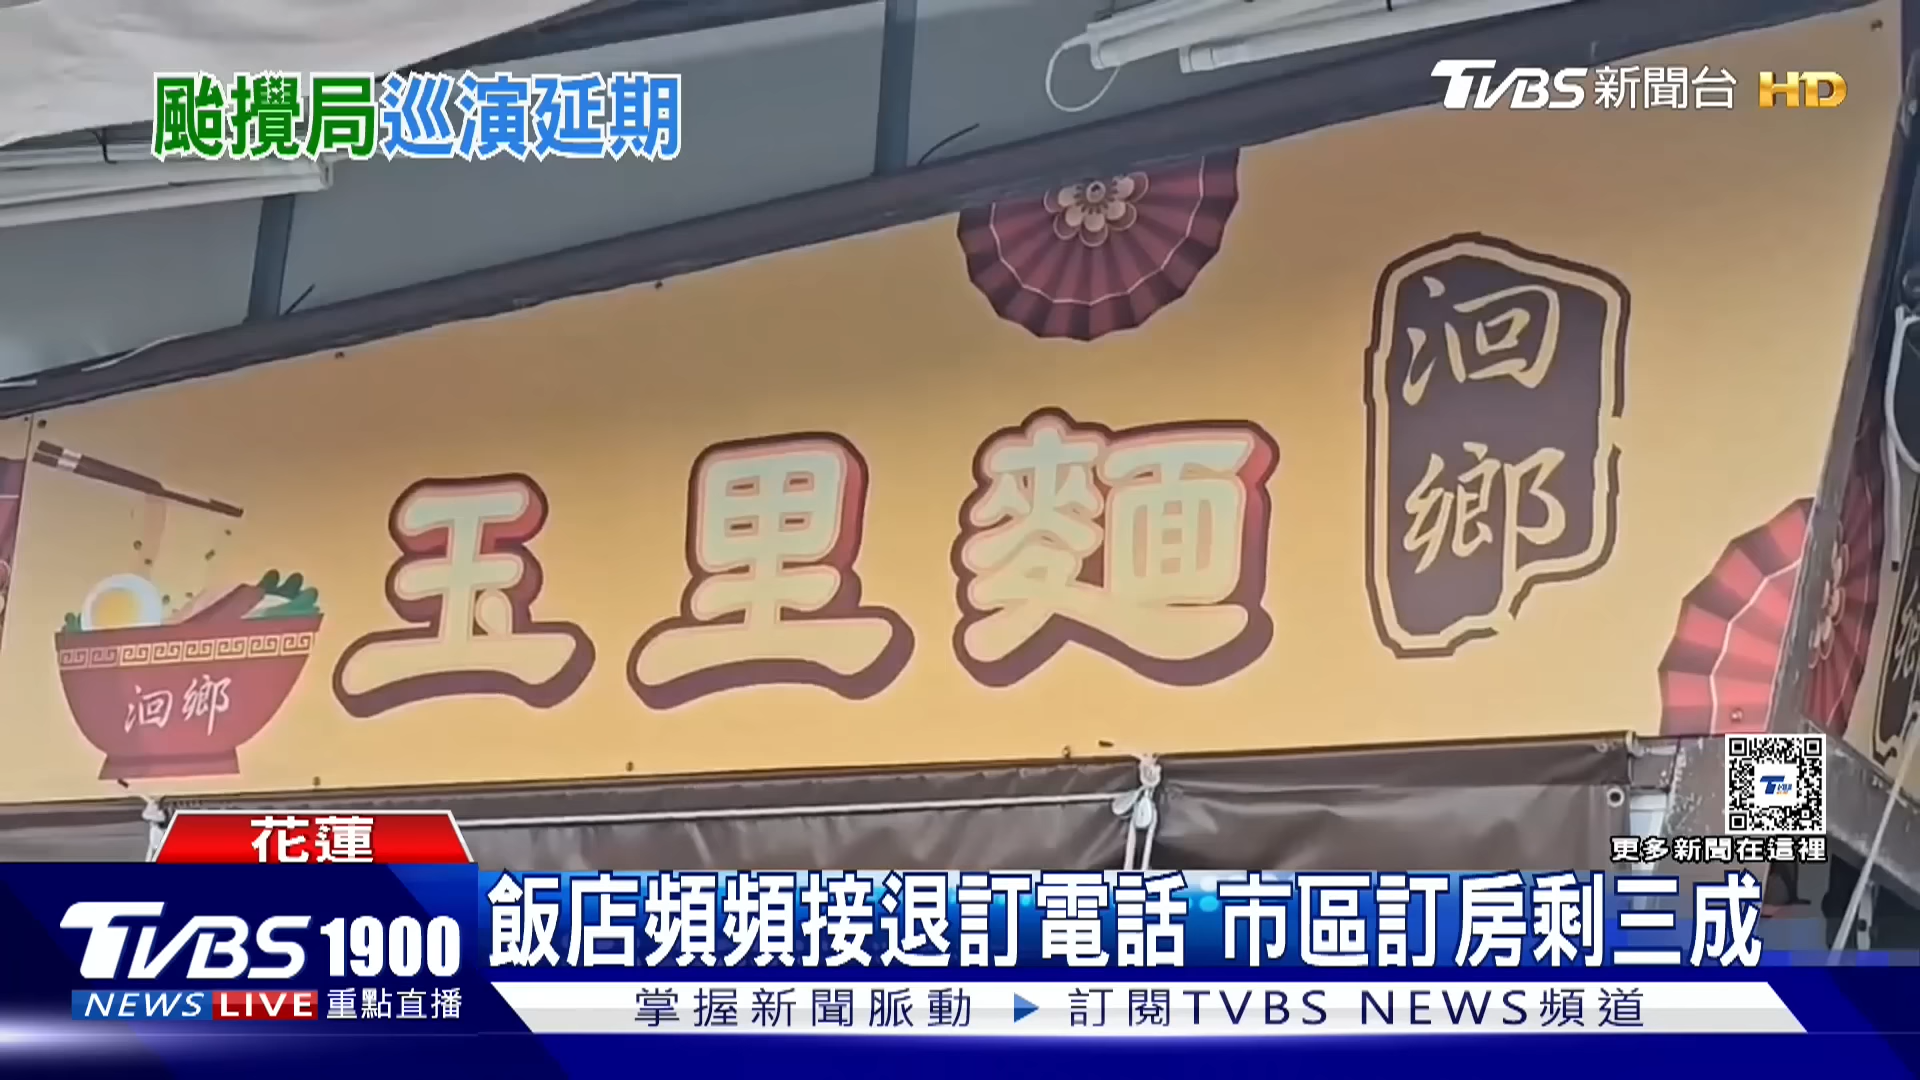 颱攪局巡演延期
TVBS新聞台 HD
洄鄉
玉里麵
洄鄉
TVBS
更多新聞在這裡
花蓮
飯店頻頻接退訂電話 市區訂房剩三成
TVBS 1900
NEWS LIVE 重點直播
掌握新聞脈動 ▶ 訂閱TVBS NEWS頻道